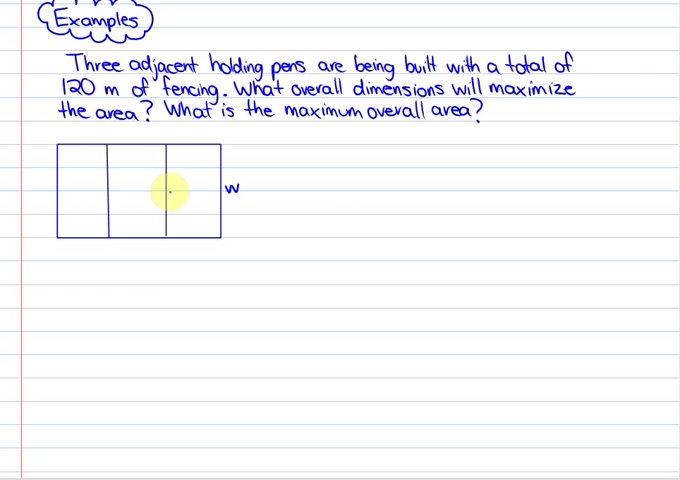 Examples
Three adjacent holding pens are being built with a total of
120 m of fencing. What overall dimensions will maximize
the area? What is the maximum overall area?
w